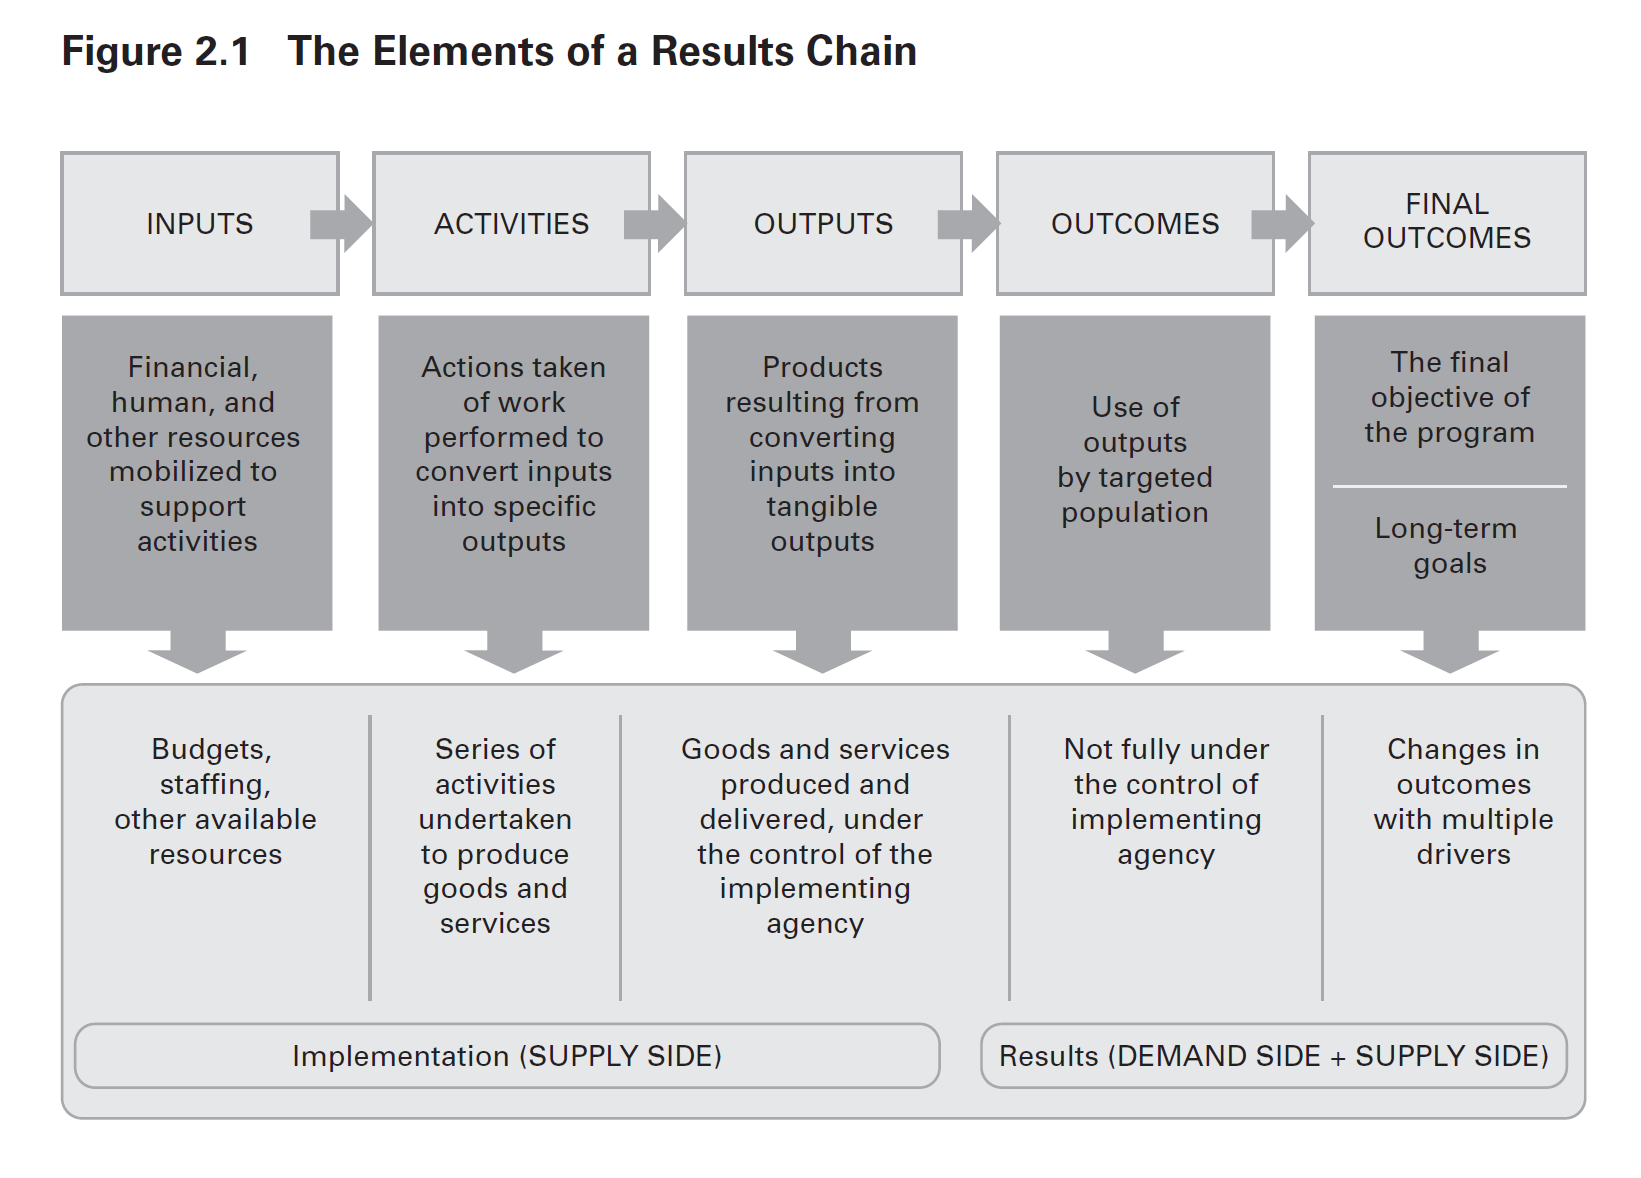 Figure 2.1 The Elements of a Results Chain
INPUTS
ACTIVITIES
OUTPUTS
OUTCOMES
FINAL
OUTCOMES
Financial,
human, and
other resources
mobilized to
support
activities
Actions taken
of work
performed to
convert inputs
into specific
outputs
Products
resulting from
converting
inputs into
tangible
outputs
Use of
outputs
by targeted
population
The final
objective of
the program
Long-term
goals
Budgets,
staffing,
other available
resources
Series of
activities
undertaken
to produce
goods and
services
Goods and services
produced and
delivered, under
the control of the
implementing
agency
Not fully under
the control of
implementing
agency
Changes in
outcomes
with multiple
drivers
Implementation (SUPPLY SIDE)
Results (DEMAND SIDE + SUPPLY SIDE)